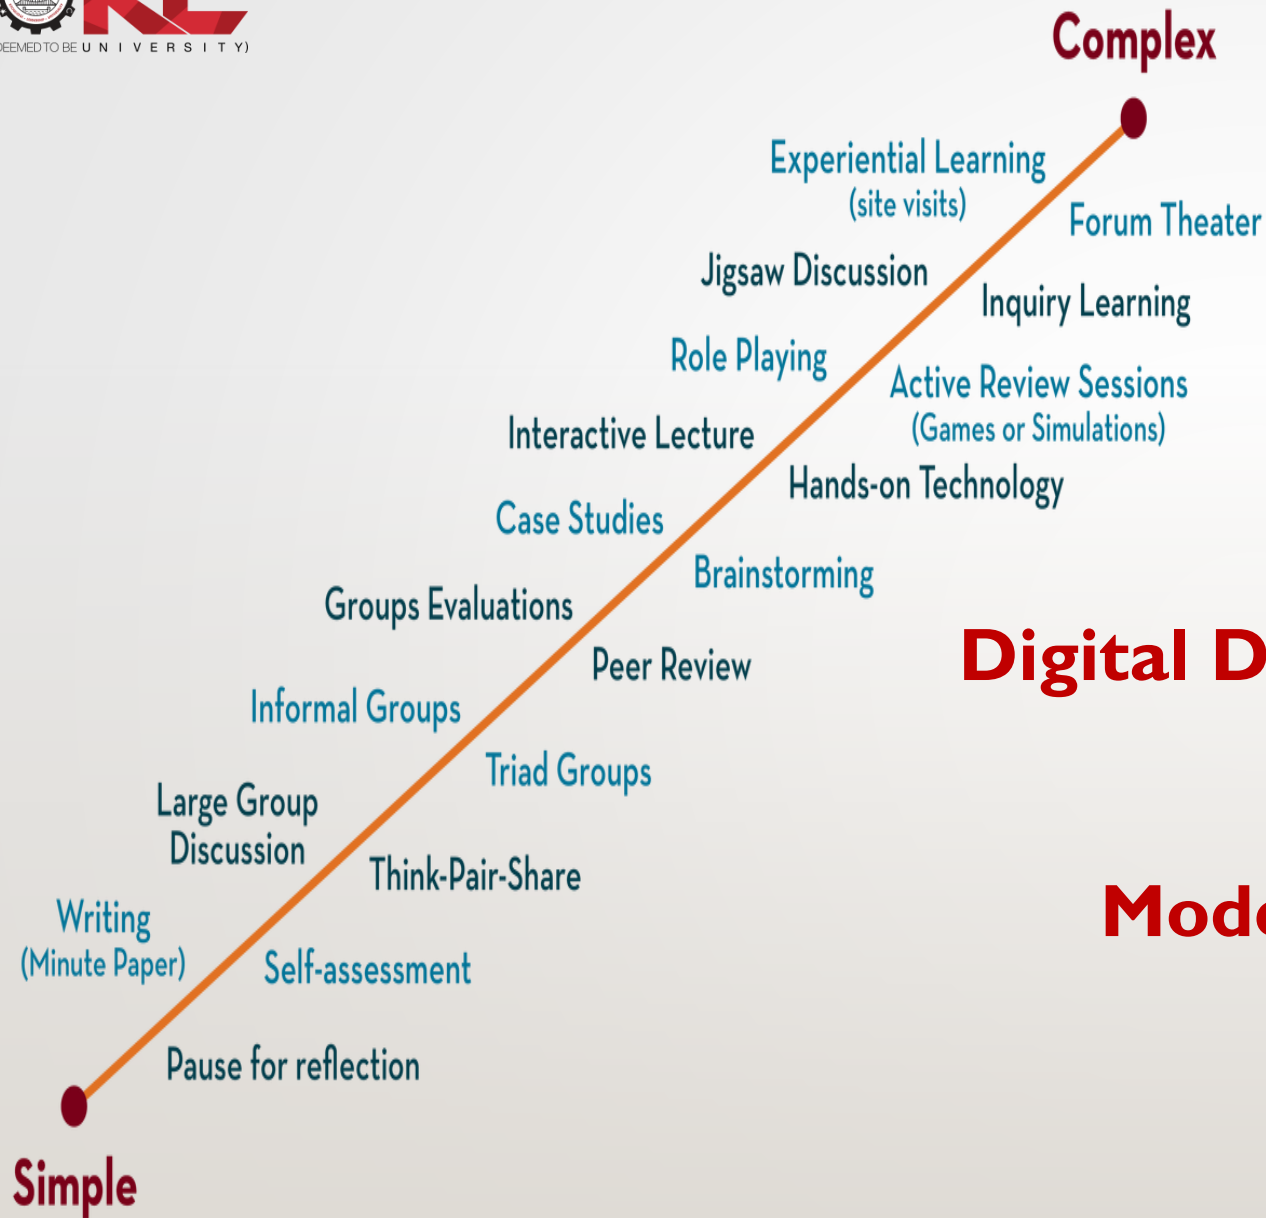 DEEMED TO BE UNIVERSITY)
Complex
Experiential Learning
(site visits)
Forum Theater
Jigsaw Discussion
Inquiry Learning
Role Playing
Active Review Sessions
(Games or Simulations)
Interactive Lecture
Hands-on Technology
Case Studies
Brainstorming
Groups Evaluations
Peer Review
Digital D
Informal Groups
Triad Groups
Large Group
Discussion
Think-Pair-Share
Writing
(Minute Paper)
Mod
Self-assessment
Pause for reflection
Simple